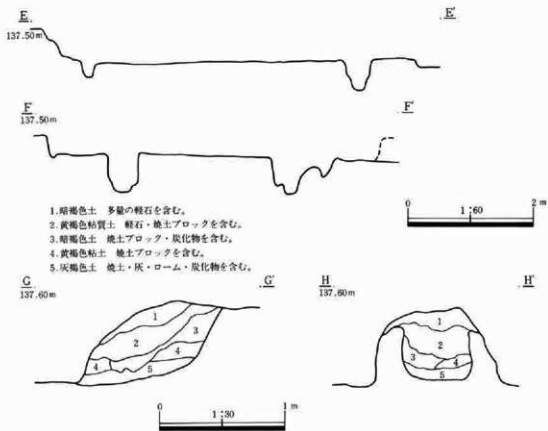 E E'
137.50m
F F'
137.50m
1.暗褐色土 多量の軽石を含む。
2.黄褐色粘質土 軽石・焼土ブロックを含む。
3.暗褐色土 焼土ブロック・炭化物を含む。
4.黄褐色粘土 焼土ブロックを含む。
5.灰褐色土 焼土・灰・ローム・炭化物を含む。
0 1:60 2 m
G G' H H'
137.60m 137.60m
1 2 3 4 4 5
1 2 3 4 5
0 1:30 1 m